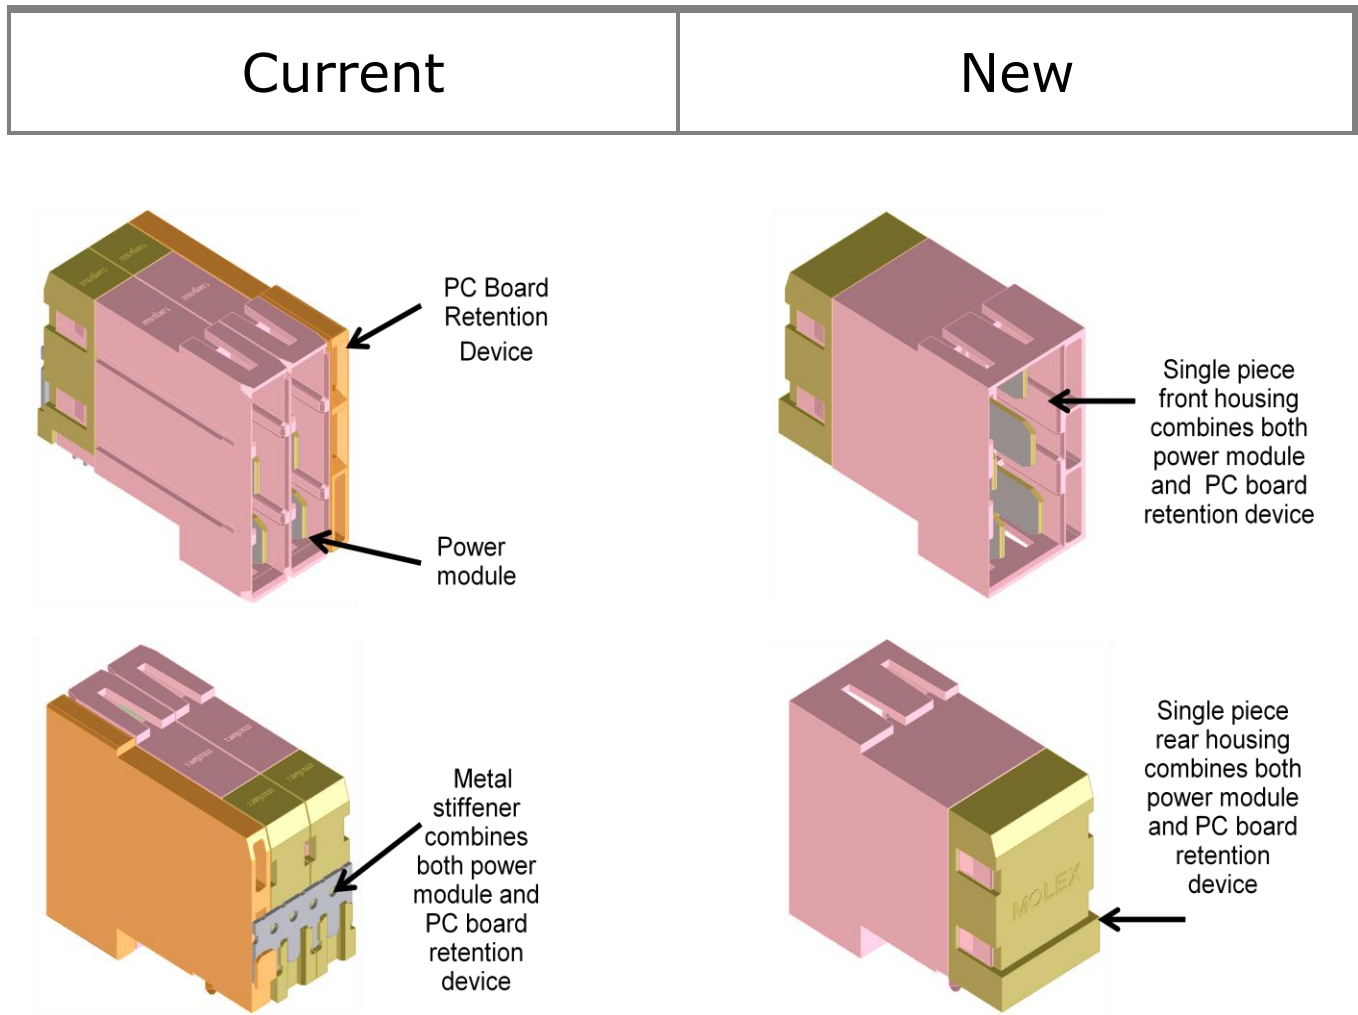 Current
New
PC Board
Retention
Device
Power
module
Single piece
front housing
combines both
power module
and PC board
retention device
Metal
stiffener
combines
both power
module and
PC board
retention
device
Single piece
rear housing
combines both
power module
and PC board
retention
device
MOLEX